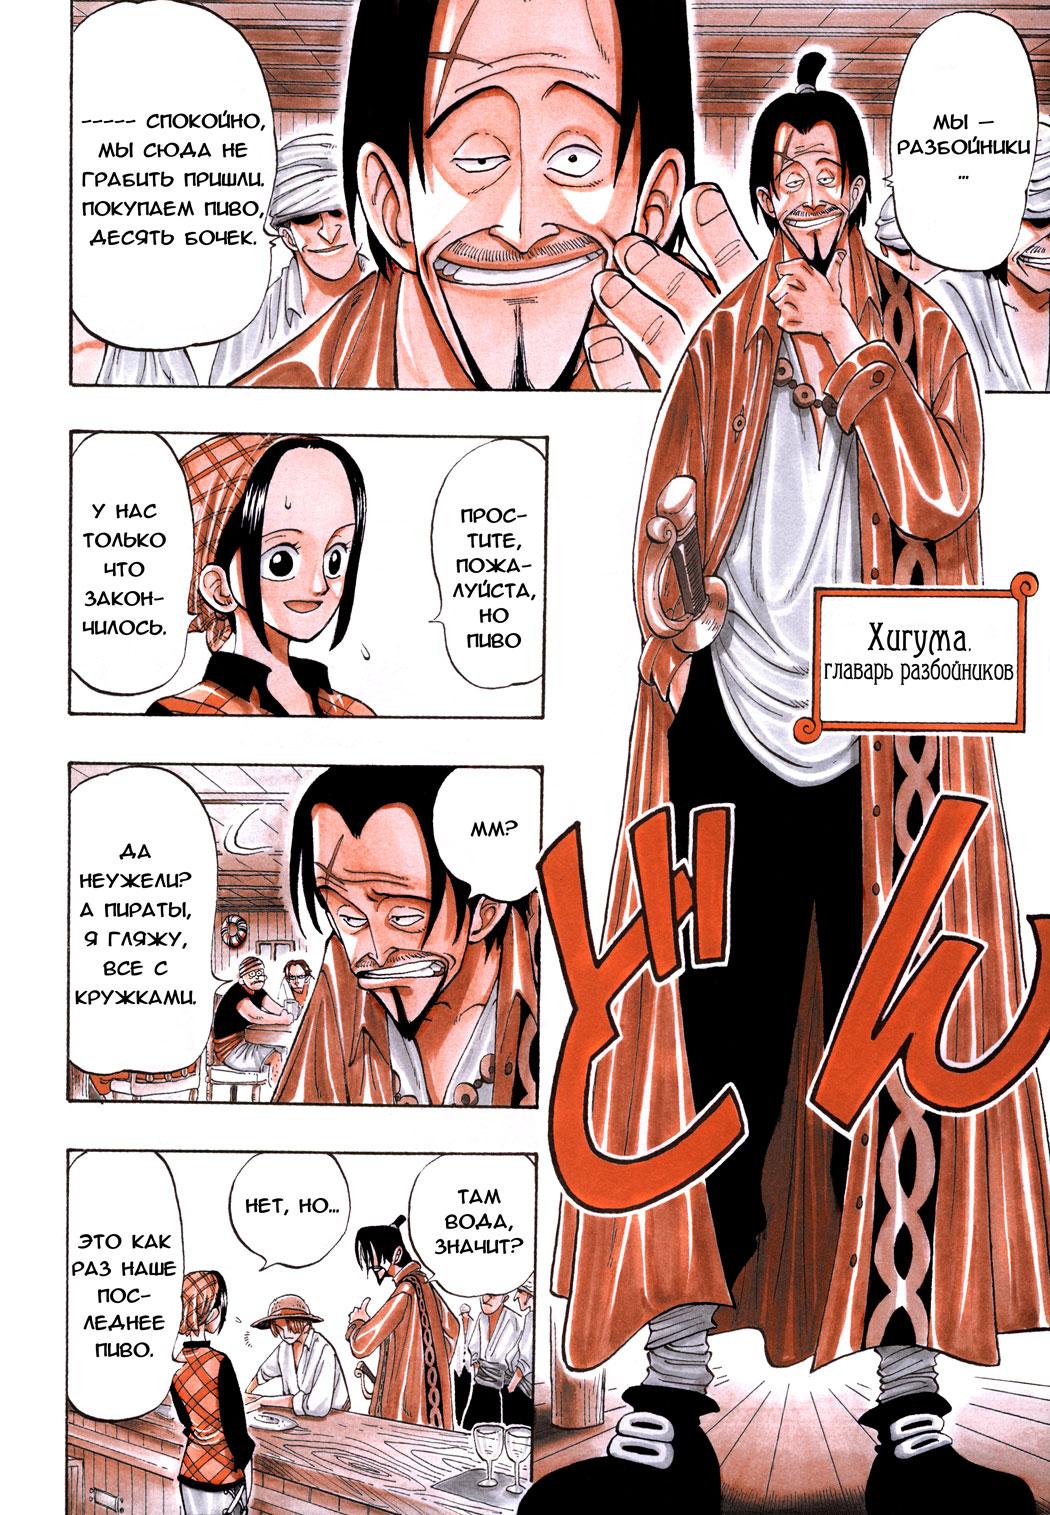 МЫ —
РАЗБОЙНИКИ
...
----- СПОКОЙНО,
МЫ СЮДА НЕ
ГРАБИТЬ ПРИШЛИ.
ПОКУПАЕМ ПИВО,
ДЕСЯТЬ БОЧЕК.
Хигума.
главарь разбойников
どん
ПРОС-
ТИТЕ,
ПОЖА-
ЛУЙСТА,
НО
ПИВО
У НАС
ТОЛЬКО
ЧТО
ЗАКОН-
ЧИЛОСЬ.
ММ?
ДА
НЕУЖЕЛИ?
А ПИРАТЫ,
Я ГЛЯЖУ,
ВСЕ С
КРУЖКАМИ.
ТАМ
ВОДА,
ЗНАЧИТ?
НЕТ, НО...
ЭТО КАК
РАЗ НАШЕ
ПОС-
ЛЕДНЕЕ
ПИВО.